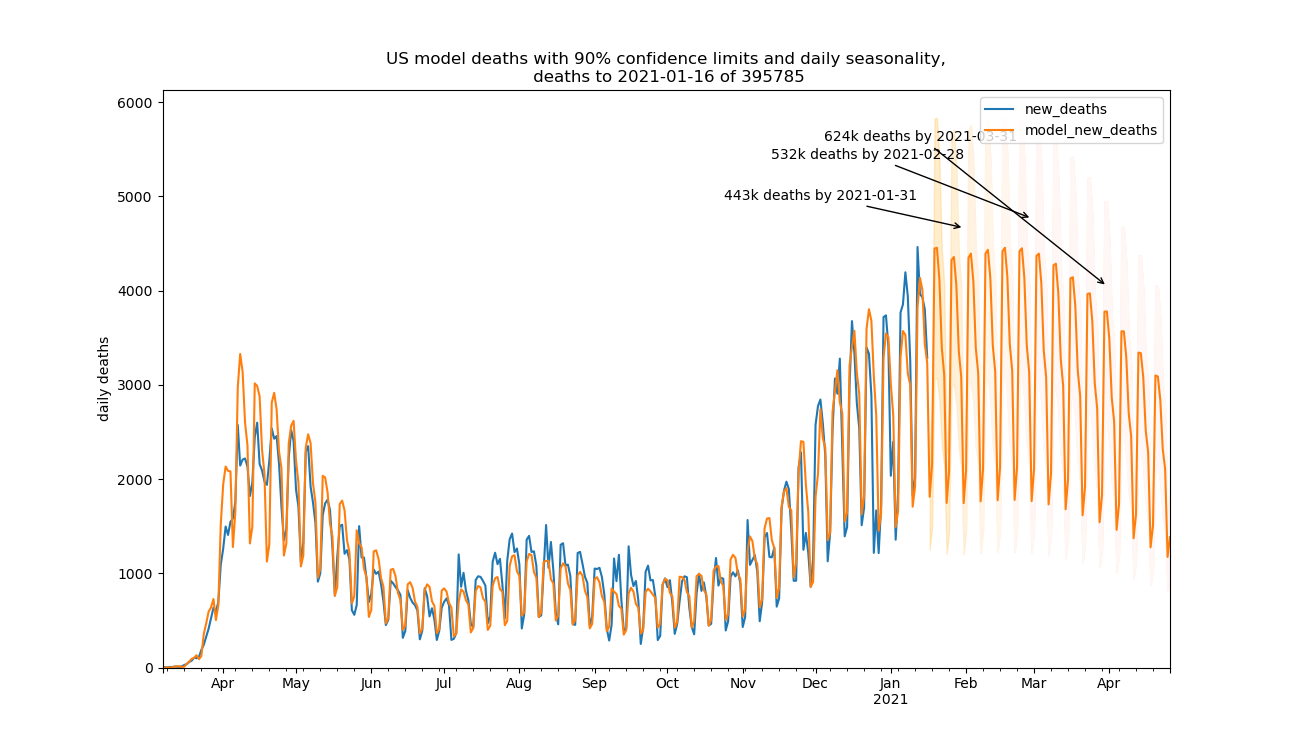 US model deaths with 90% confidence limits and daily seasonality,
deaths to 2021-01-16 of 395785
6000
5000
4000
3000
2000
1000
0
daily deaths
new_deaths
model_new_deaths
624k deaths by 2021-03-31
532k deaths by 2021-02-28
443k deaths by 2021-01-31
Apr May Jun Jul Aug Sep Oct Nov Dec Jan Feb Mar Apr
2021